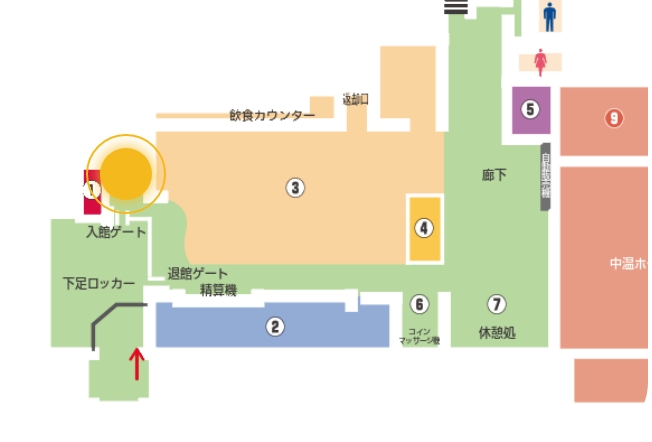 ⑤
⑨
返却口
飲食カウンター
自動販売機
廊下
①
③
④
入館ゲート
中温ホ
退館ゲート
下足ロッカー
精算機
②
⑥
⑦
コイン
マッサージ機
休憩処